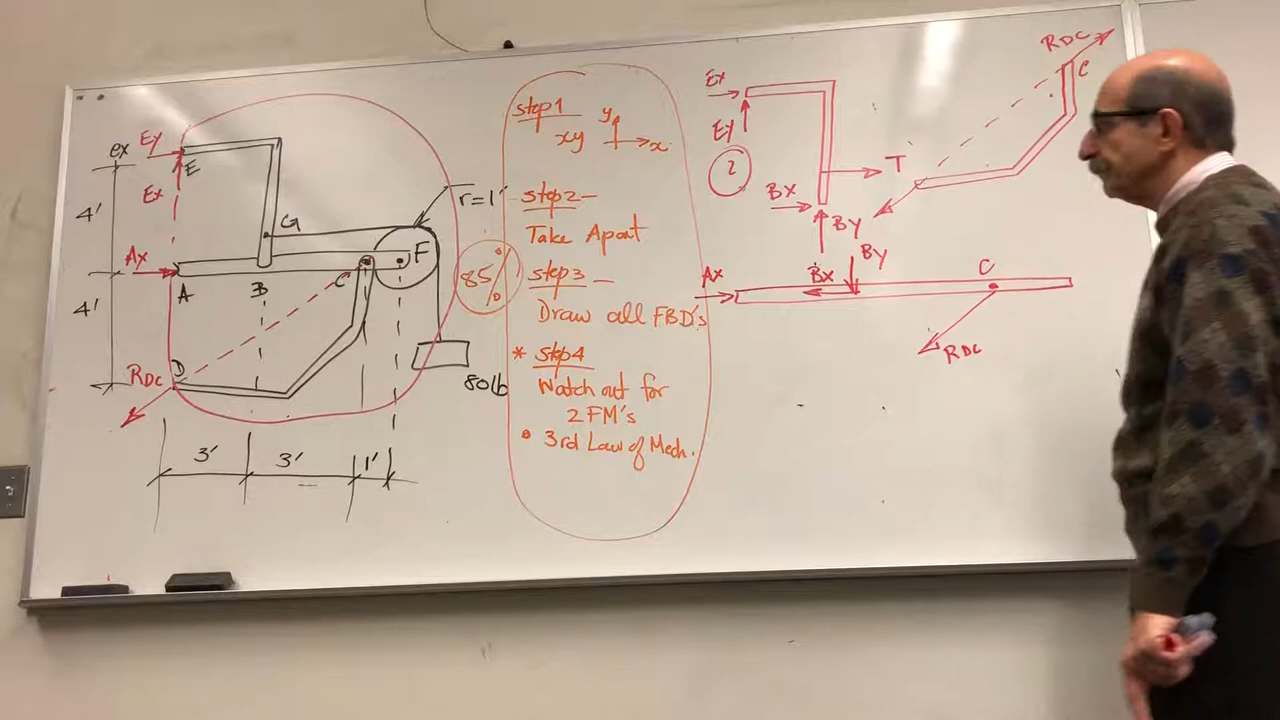 Ey
ex
E
Ex
4'
G
r=1'
Ax
F
A
B
C
4'
D
RDC
80lb
3'
3'
1'
85%
step1
xy
y
x
step2-
Take Apart
step3-
Draw all FBD's
* step4
Watch out for
2 FM's
• 3rd Law of Mech.
Ex
Ey
2
T
Bx
By
RDC
C
By
Ax
Bx
C
RDC